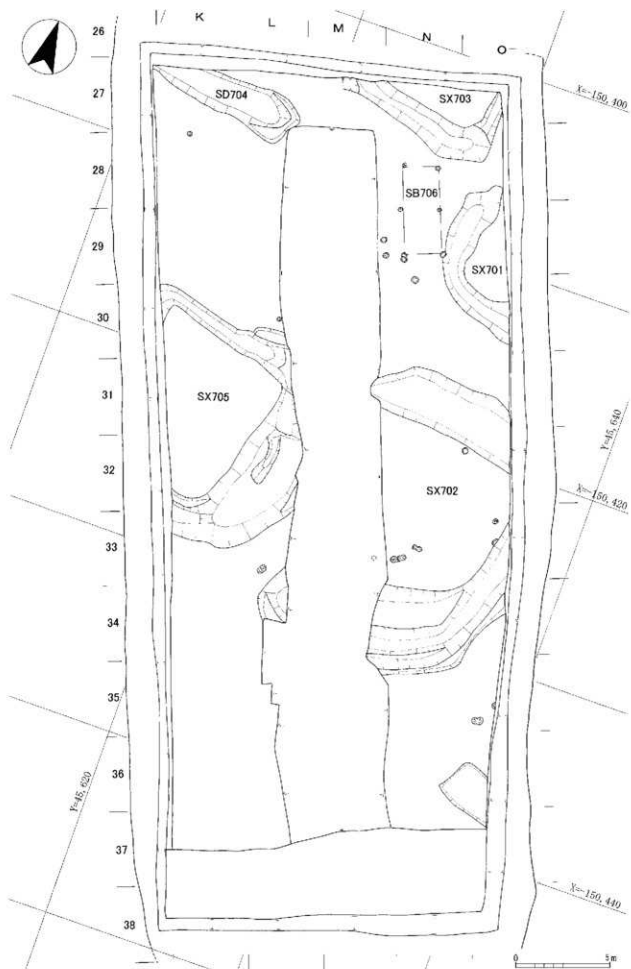 K L M N O
26
27
28
29
30
31
32
33
34
35
36
37
38
SD704
SX703
SB706
SX701
SX705
SX702
X=-150,400
Y=45,640
X=-150,420
Y=45,620
X=-150,440
0 5m